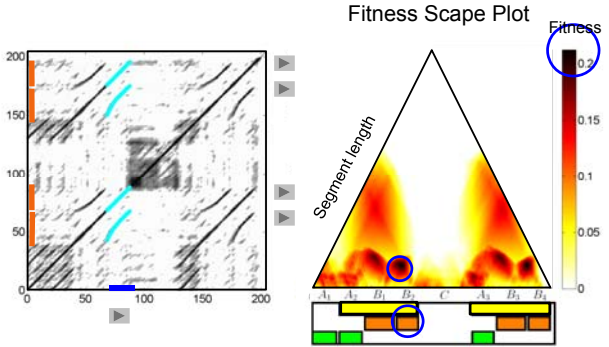 Fitness Scape Plot
Fitness
200
150
100
50
0
0 50 100 150 200
Segment length
0.2
0.15
0.1
0.05
0
A1 A2 B1 B2 C A3 B3 B4